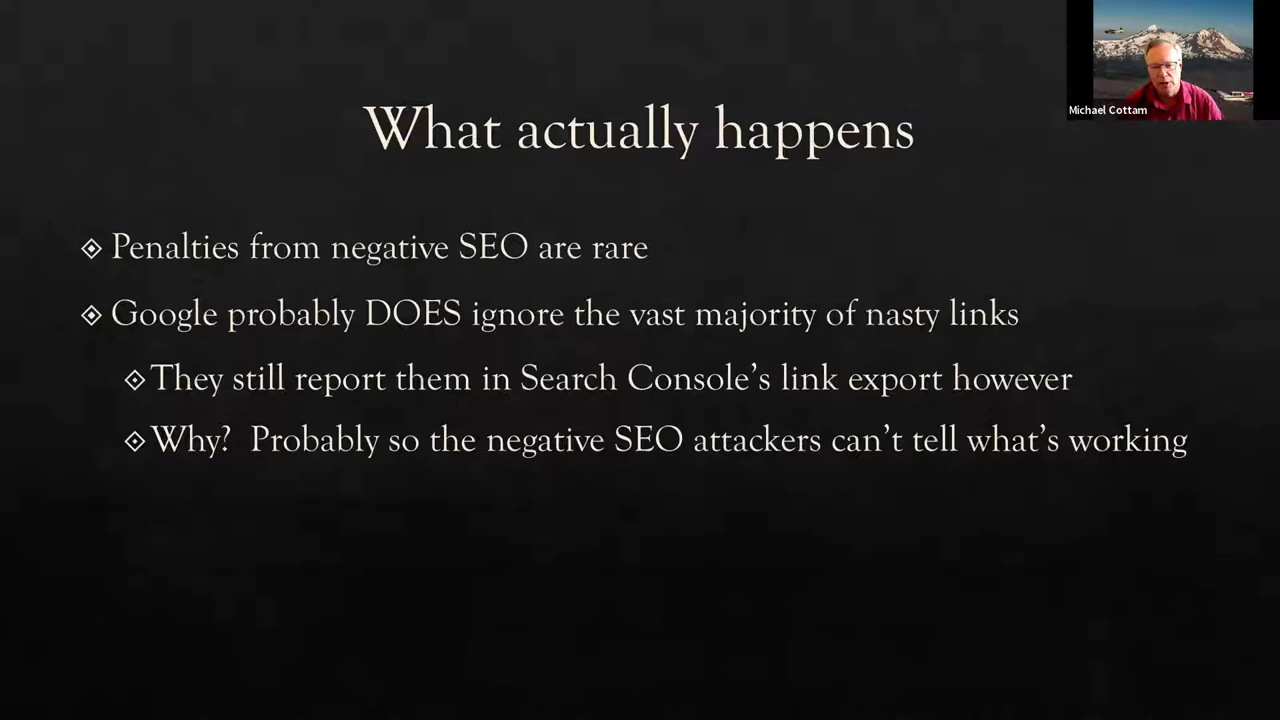 Michael Cottam
What actually happens
Penalties from negative SEO are rare
Google probably DOES ignore the vast majority of nasty links
They still report them in Search Console's link export however
Why?  Probably so the negative SEO attackers can't tell what's working